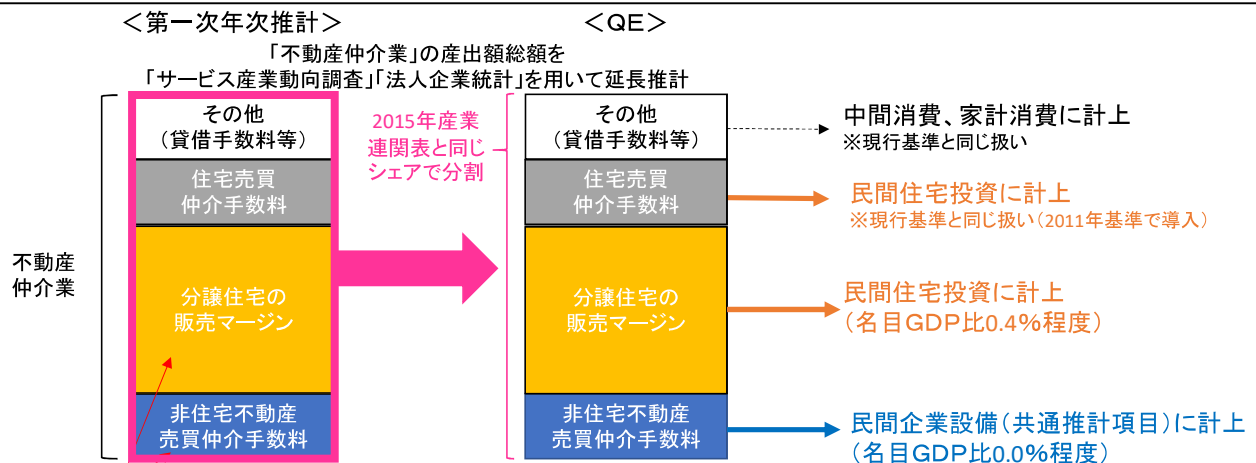 ＜第一次年次推計＞
＜ＱＥ＞
「不動産仲介業」の産出額総額を
「サービス産業動向調査」「法人企業統計」を用いて延長推計
不動産
仲介業
その他
（貸借手数料等）
住宅売買
仲介手数料
分譲住宅の
販売マージン
非住宅不動産
売買仲介手数料
2015年産業
連関表と同じ
シェアで分割
その他
（貸借手数料等）
住宅売買
仲介手数料
分譲住宅の
販売マージン
非住宅不動産
売買仲介手数料
中間消費、家計消費に計上
※現行基準と同じ扱い
民間住宅投資に計上
※現行基準と同じ扱い（2011年基準で導入）
民間住宅投資に計上
（名目ＧＤＰ比0.4％程度）
民間企業設備（共通推計項目）に計上
（名目ＧＤＰ比0.0％程度）